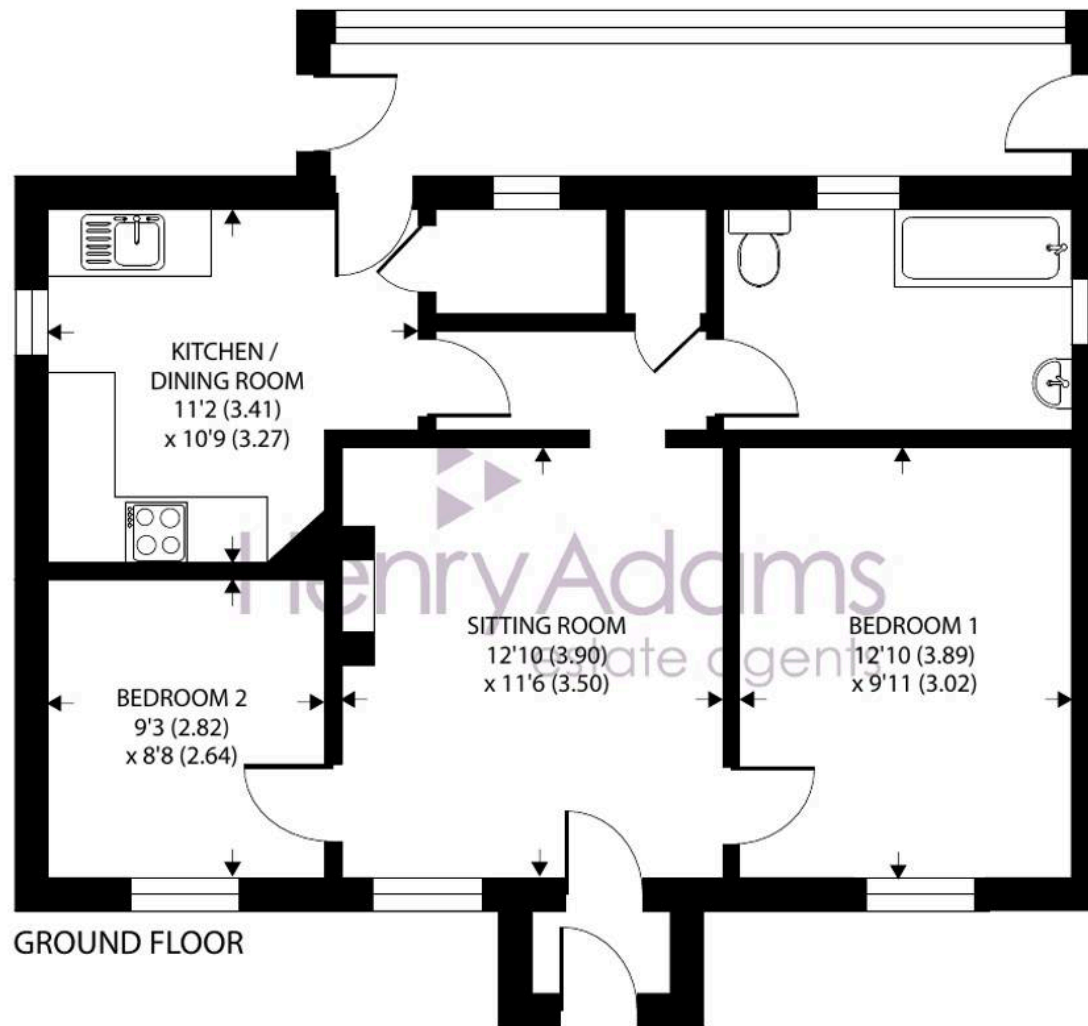 KITCHEN /
DINING ROOM
11'2 (3.41)
x 10'9 (3.27)
Henry Adams
estate agents
SITTING ROOM
12'10 (3.90)
x 11'6 (3.50)
BEDROOM 1
12'10 (3.89)
x 9'11 (3.02)
BEDROOM 2
9'3 (2.82)
x 8'8 (2.64)
GROUND FLOOR